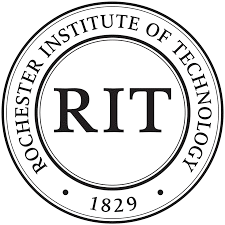 ROCHESTER INSTITUTE OF TECHNOLOGY
RIT
• 1829 •